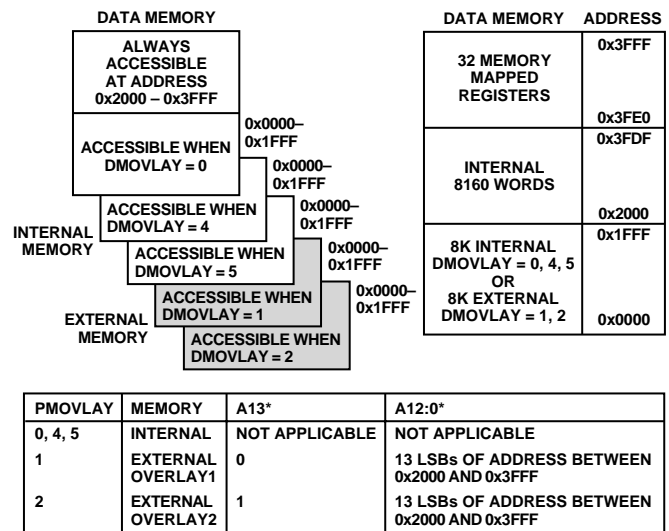 DATA MEMORY
ALWAYS
ACCESSIBLE
AT ADDRESS
0x2000 – 0x3FFF
0x0000–
0x1FFF
ACCESSIBLE WHEN
DMOVLAY = 0
0x0000–
0x1FFF
ACCESSIBLE WHEN
DMOVLAY = 4
0x0000–
0x1FFF
INTERNAL
MEMORY
ACCESSIBLE WHEN
DMOVLAY = 5
0x0000–
0x1FFF
ACCESSIBLE WHEN
DMOVLAY = 1
0x0000–
0x1FFF
EXTERNAL
MEMORY
ACCESSIBLE WHEN
DMOVLAY = 2
DATA MEMORY ADDRESS
32 MEMORY
MAPPED
REGISTERS
0x3FFF
0x3FE0
INTERNAL
8160 WORDS
0x3FDF
0x2000
8K INTERNAL
DMOVLAY = 0, 4, 5
OR
8K EXTERNAL
DMOVLAY = 1, 2
0x1FFF
0x0000
PMOVLAY MEMORY A13* A12:0*
0, 4, 5 INTERNAL NOT APPLICABLE NOT APPLICABLE
1 EXTERNAL 0 13 LSBs OF ADDRESS BETWEEN
OVERLAY1 0x2000 AND 0x3FFF
2 EXTERNAL 1 13 LSBs OF ADDRESS BETWEEN
OVERLAY2 0x2000 AND 0x3FFF